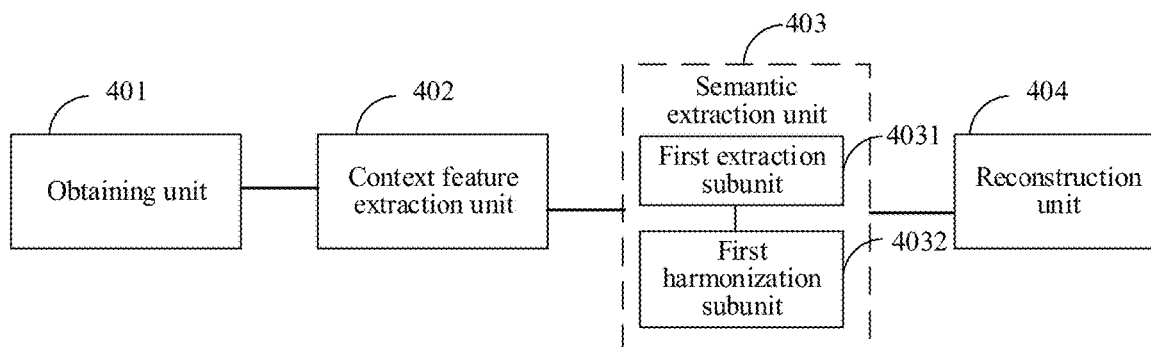 403
401
402
404
Semantic
extraction unit
4031
Obtaining unit
Context feature
extraction unit
First extraction
subunit
Reconstruction
unit
4032
First
harmonization
subunit